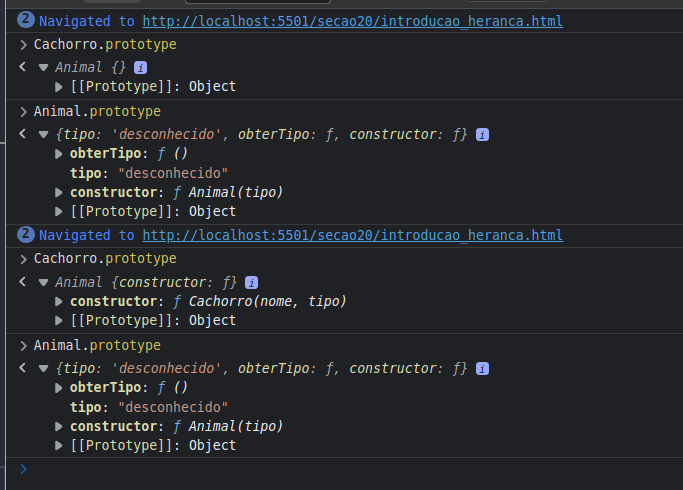 2 Navigated to http://localhost:5501/secao20/introducao_heranca.html
> Cachorro.prototype
< ▼ Animal {} i
▶ [[Prototype]]: Object
> Animal.prototype
< ▼ {tipo: 'desconhecido', obterTipo: ƒ, constructor: ƒ} i
▶ obterTipo: ƒ ()
tipo: "desconhecido"
▶ constructor: ƒ Animal(tipo)
▶ [[Prototype]]: Object
2 Navigated to http://localhost:5501/secao20/introducao_heranca.html
> Cachorro.prototype
< ▼ Animal {constructor: ƒ} i
▶ constructor: ƒ Cachorro(nome, tipo)
▶ [[Prototype]]: Object
> Animal.prototype
< ▼ {tipo: 'desconhecido', obterTipo: ƒ, constructor: ƒ} i
▶ obterTipo: ƒ ()
tipo: "desconhecido"
▶ constructor: ƒ Animal(tipo)
▶ [[Prototype]]: Object
>